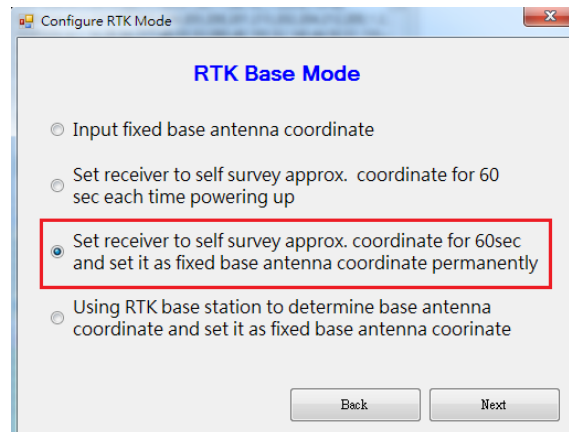 Configure RTK Mode
RTK Base Mode
Input fixed base antenna coordinate
Set receiver to self survey approx. coordinate for 60
sec each time powering up
Set receiver to self survey approx. coordinate for 60sec
and set it as fixed base antenna coordinate permanently
Using RTK base station to determine base antenna
coordinate and set it as fixed base antenna coorinate
Back
Next